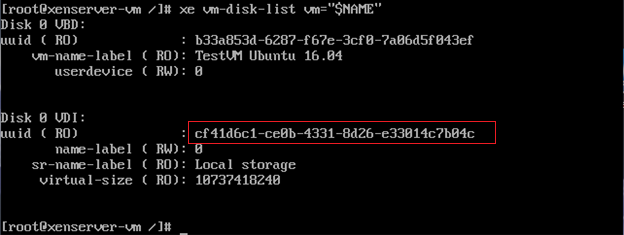 [root@xenserver-vm /]# xe vm-disk-list vm="$NAME"
Disk 0 VBD:
uuid ( RO)             : b33a853d-6287-f67e-3cf0-7a06d5f043ef
    vm-name-label ( RO): TestVM Ubuntu 16.04
       userdevice ( RW): 0
Disk 0 VDI:
uuid ( RO)             : cf41d6c1-ce0b-4331-8d26-e33014c7b04c
       name-label ( RW): 0
    sr-name-label ( RO): Local storage
     virtual-size ( RO): 10737418240
[root@xenserver-vm /]# _